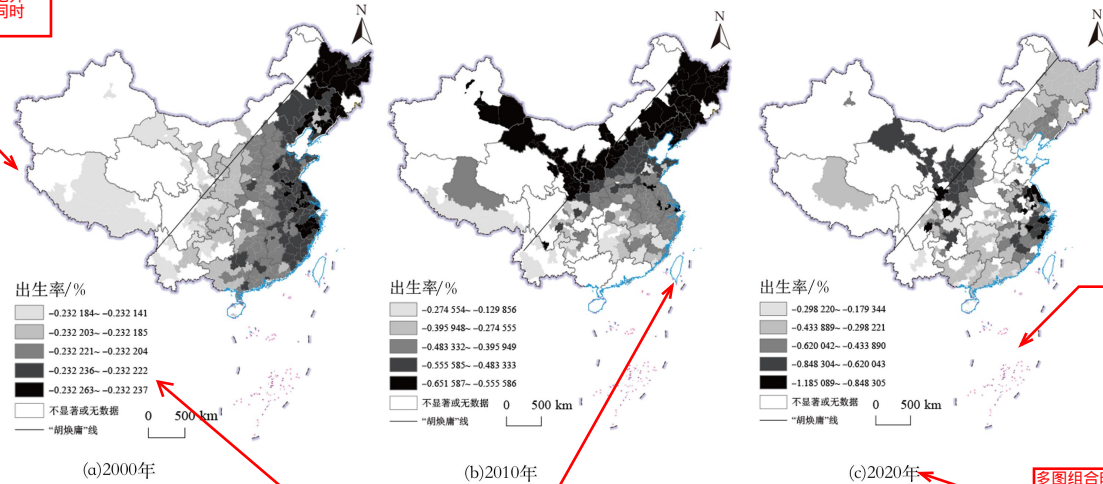 同时
N
N
N
出生率/%
-0.232 184~ -0.232 141
-0.232 203~ -0.232 185
-0.232 221~ -0.232 204
-0.232 236~ -0.232 222
-0.232 263~ -0.232 237
不显著或无数据
“胡焕庸”线
0 500 km
(a)2000年
出生率/%
-0.274 554~ -0.129 856
-0.395 948~ -0.274 555
-0.483 332~ -0.395 949
-0.555 585~ -0.483 333
-0.651 587~ -0.555 586
不显著或无数据
“胡焕庸”线
0 500 km
(b)2010年
出生率/%
-0.298 220~ -0.179 344
-0.433 889~ -0.298 221
-0.620 042~ -0.433 890
-0.848 304~ -0.620 043
-1.185 089~ -0.848 305
不显著或无数据
“胡焕庸”线
0 500 km
(c)2020年
多图组合时